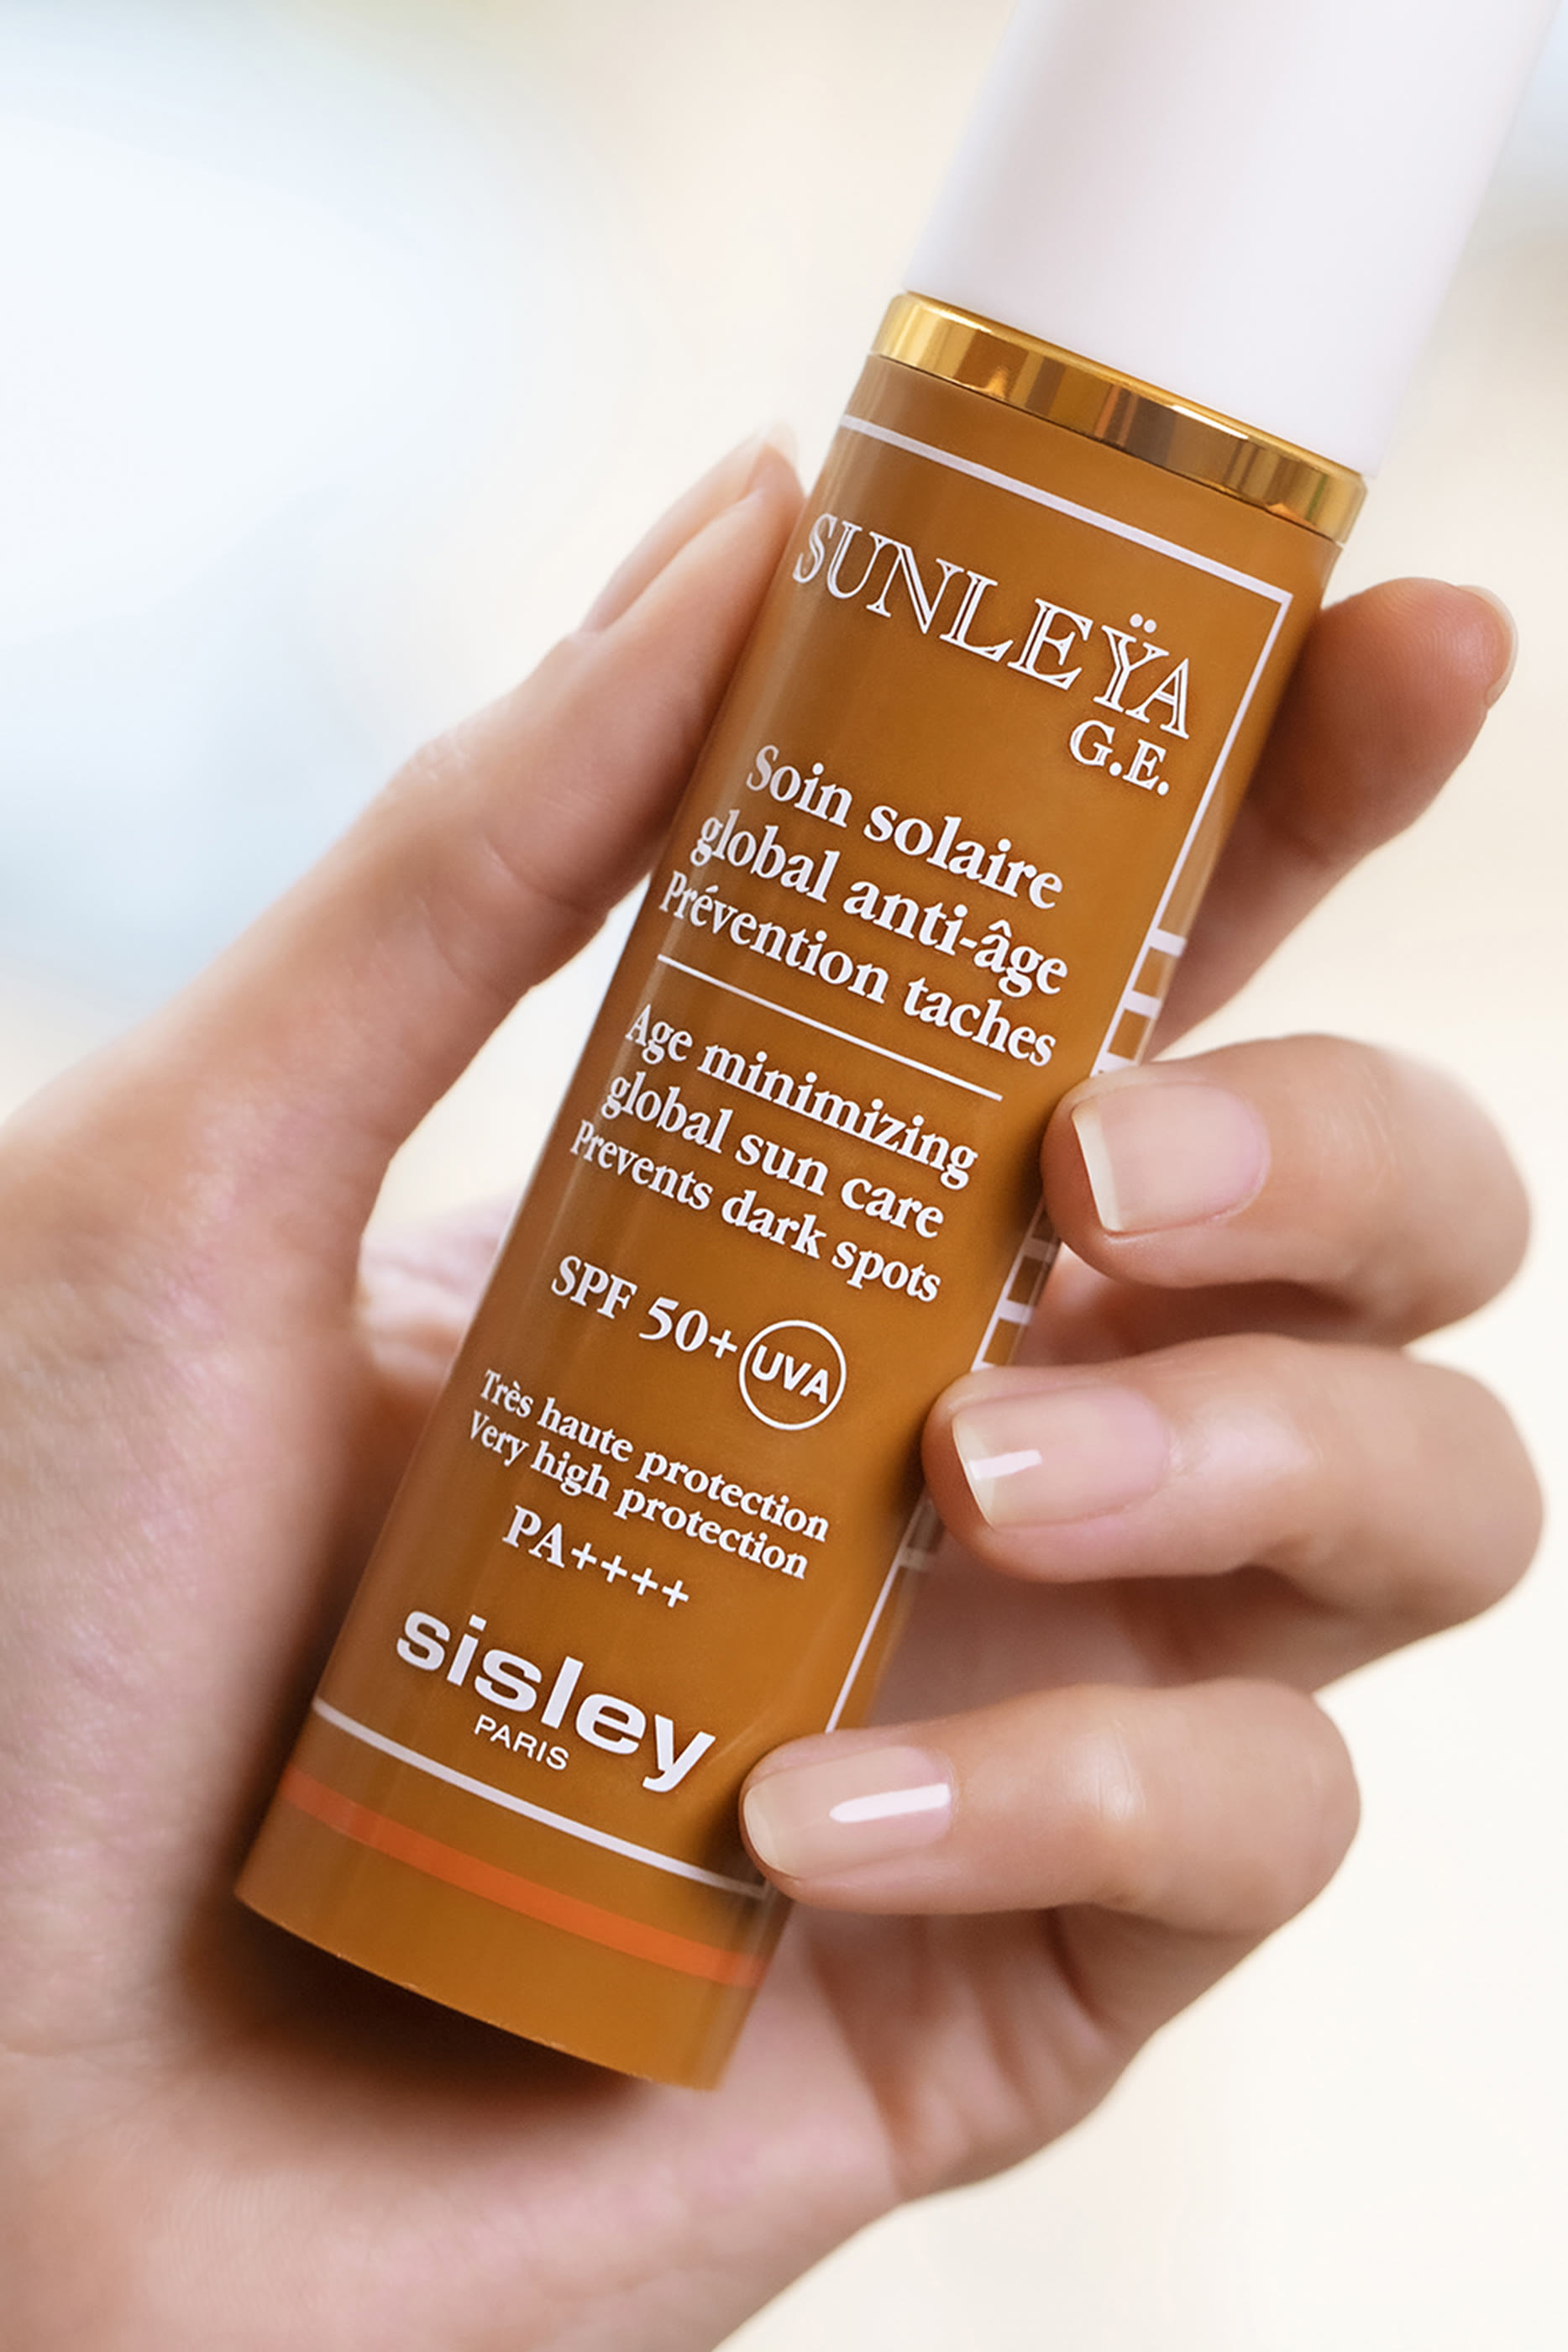 SUNLEŸA
G.E.
Soin solaire
global anti-âge
Prévention taches
Age minimizing
global sun care
Prevents dark spots
SPF 50+ UVA
Très haute protection
Very high protection
PA++++
sisley
PARIS